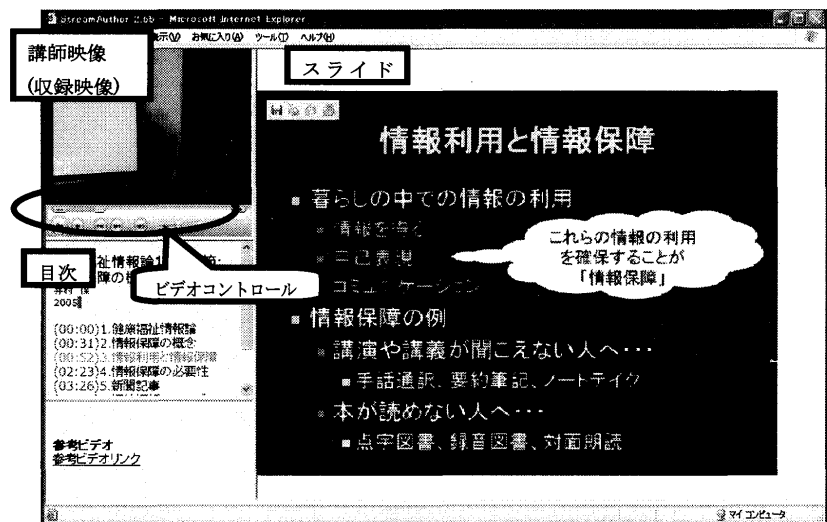 StreamAuthor 2.5b - Microsoft Internet Explorer
表示(V) お気に入り(A) ツール(T) ヘルプ(H)
講師映像
(収録映像)
スライド
情報利用と情報保障
暮らしの中での情報の利用
情報を得る
自己表現
コミュニケーション
これらの情報の利用
を確保することが
「情報保障」
情報保障の例
講演や講義が聞こえない人へ・・・
手話通訳、要約筆記、ノートテイク
本が読めない人へ・・・
点字図書、録音図書、対面朗読
ビデオコントロール
目次
祉情報論1
障の概
2005
(00:00)1.健康福祉情報論
(00:31)2.情報保障の概念
(00:52)3.情報利用と情報保障
(02:23)4.情報保障の必要性
(03:26)5.新聞記事
参考ビデオ
参考ビデオリンク
マイ コンピュータ